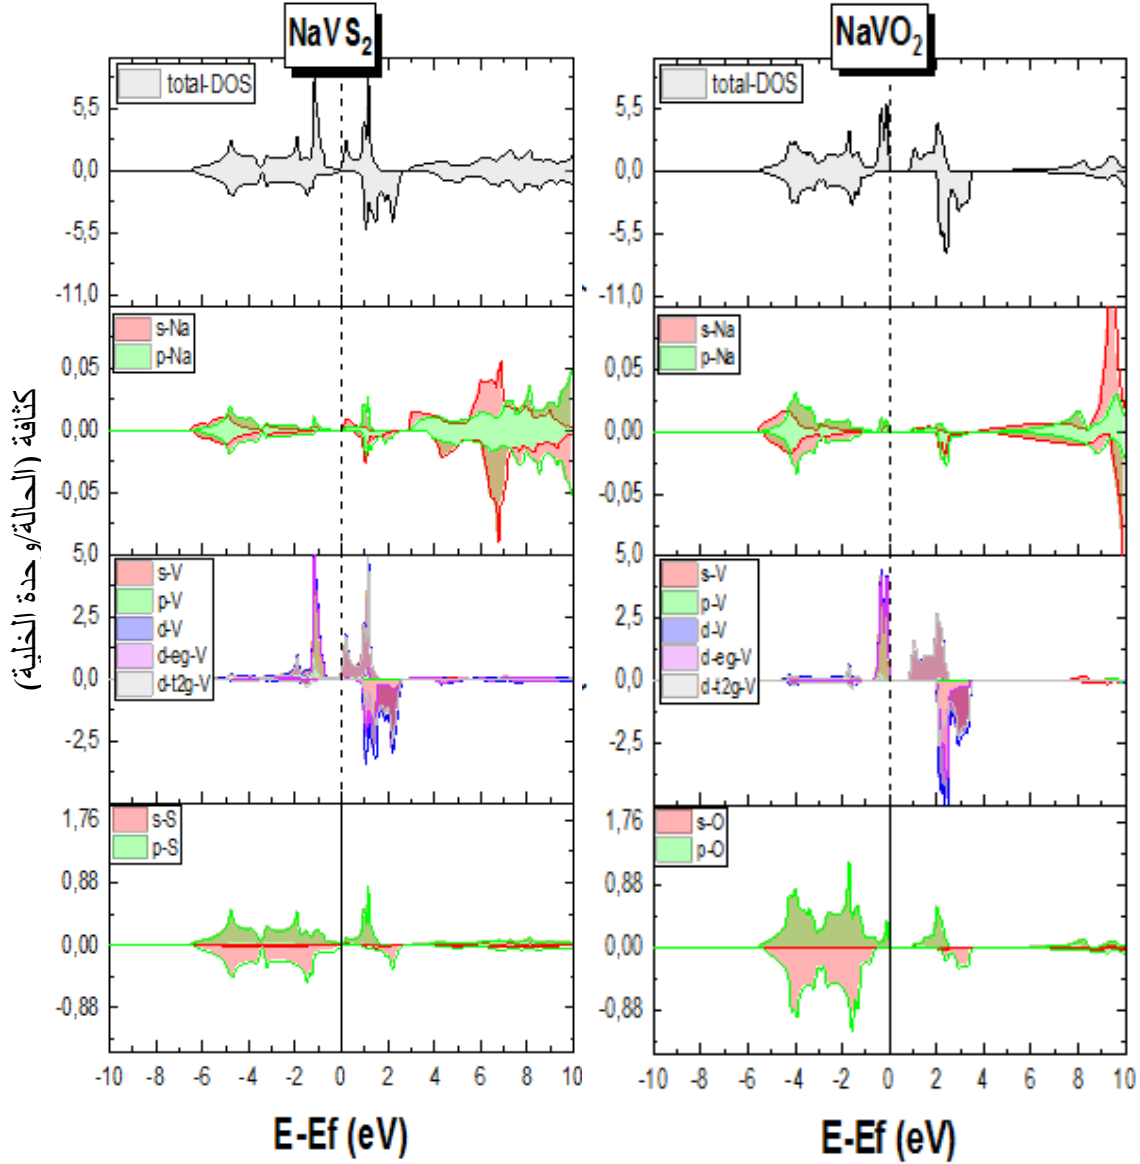 NaVS₂
total-DOS
5,5
0,0
-5,5
-11,0
s-Na
p-Na
0,05
0,00
-0,05
s-V
p-V
d-V
d-eg-V
d-t2g-V
5,0
2,5
0,0
-2,5
s-S
p-S
1,76
0,88
0,00
-0,88
-10 -8 -6 -4 -2 0 2 4 6 8 10
E-Ef (eV)
كثافة (الحالة/وحدة الخلية)
NaVO₂
total-DOS
5,5
0,0
-5,5
-11,0
s-Na
p-Na
0,05
0,00
-0,05
s-V
p-V
d-V
d-eg-V
d-t2g-V
5,0
2,5
0,0
-2,5
s-O
p-O
1,76
0,88
0,00
-0,88
-10 -8 -6 -4 -2 0 2 4 6 8 10
E-Ef (eV)